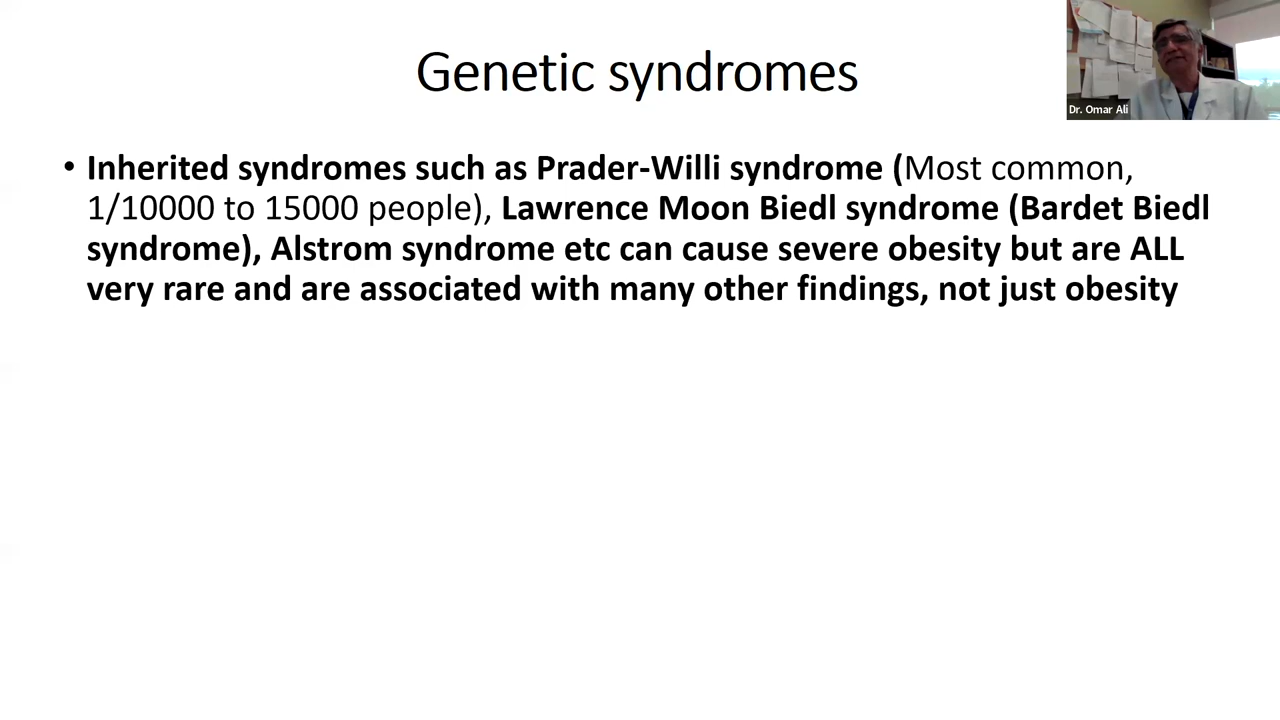 Genetic syndromes
Dr. Omar Ali
• Inherited syndromes such as Prader-Willi syndrome (Most common,
1/10000 to 15000 people), Lawrence Moon Biedl syndrome (Bardet Biedl
syndrome), Alstrom syndrome etc can cause severe obesity but are ALL
very rare and are associated with many other findings, not just obesity